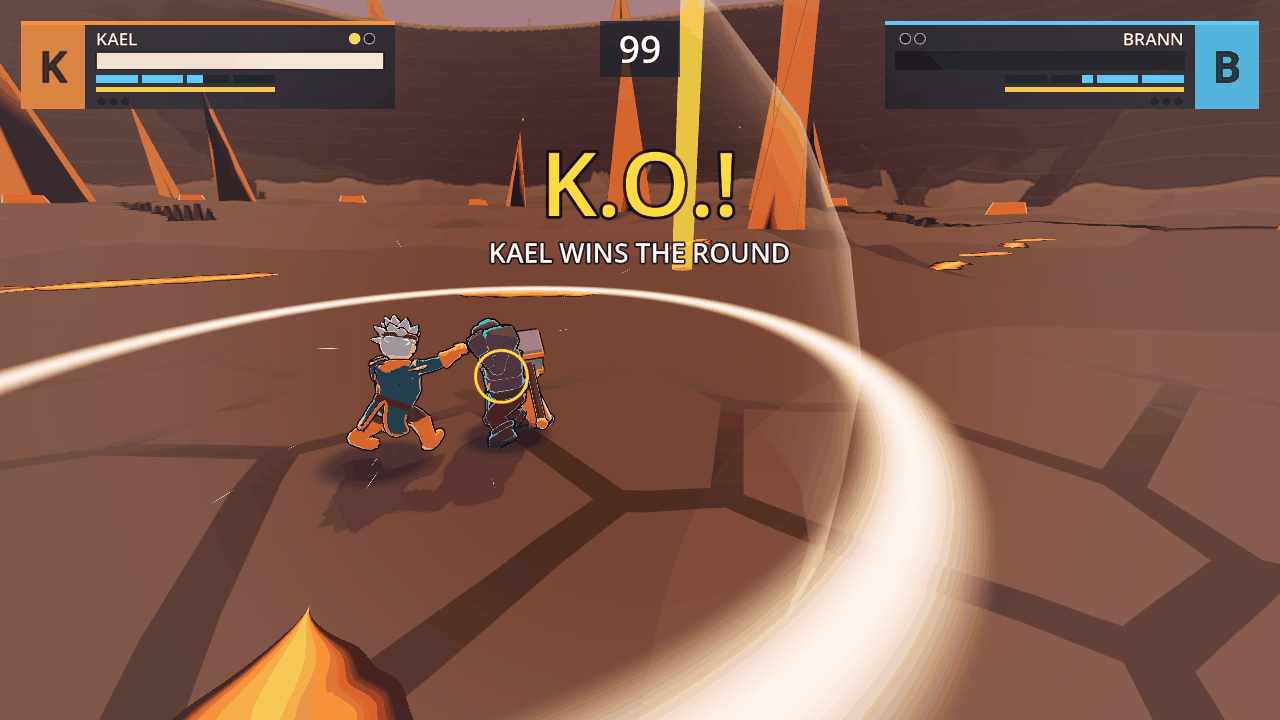 K
KAEL
99
BRANN
B
K.O.!
KAEL WINS THE ROUND